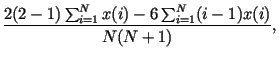 \frac{2(2-1)\sum_{i=1}^{N} x(i) - 6\sum_{i=1}^{N}(i-1)x(i)}{N(N+1)},